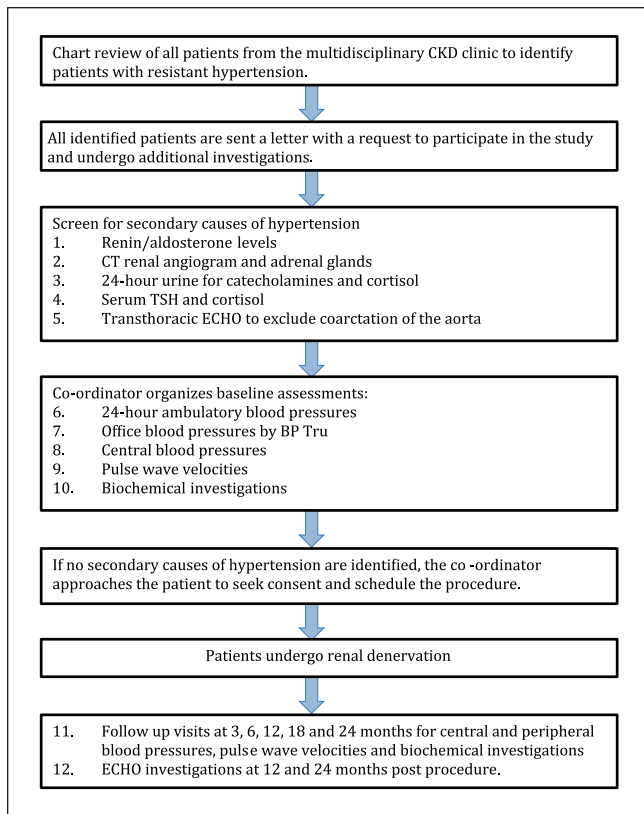 Chart review of all patients from the multidisciplinary CKD clinic to identify
patients with resistant hypertension.
All identified patients are sent a letter with a request to participate in the study
and undergo additional investigations.
Screen for secondary causes of hypertension
1. Renin/aldosterone levels
2. CT renal angiogram and adrenal glands
3. 24-hour urine for catecholamines and cortisol
4. Serum TSH and cortisol
5. Transthoracic ECHO to exclude coarctation of the aorta
Co-ordinator organizes baseline assessments:
6. 24-hour ambulatory blood pressures
7. Office blood pressures by BP Tru
8. Central blood pressures
9. Pulse wave velocities
10. Biochemical investigations
If no secondary causes of hypertension are identified, the co -ordinator
approaches the patient to seek consent and schedule the procedure.
Patients undergo renal denervation
11. Follow up visits at 3, 6, 12, 18 and 24 months for central and peripheral
blood pressures, pulse wave velocities and biochemical investigations
12. ECHO investigations at 12 and 24 months post procedure.